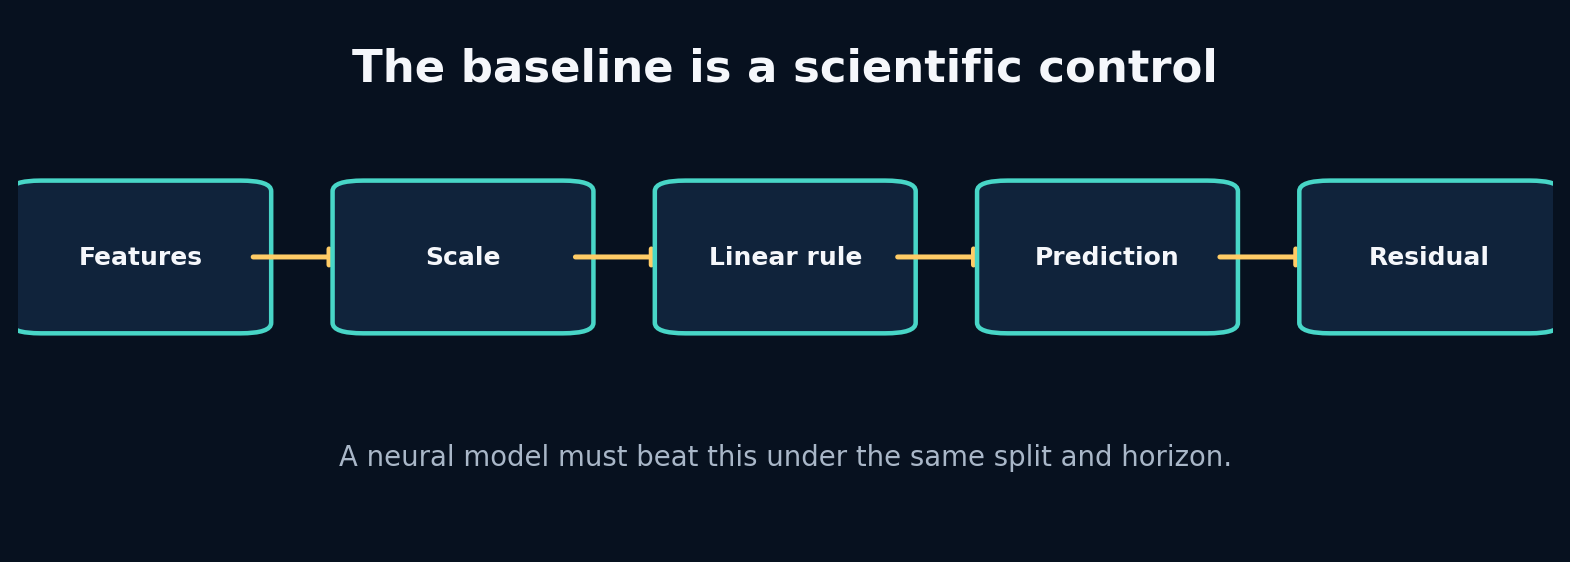 The baseline is a scientific control
Features
Scale
Linear rule
Prediction
Residual
A neural model must beat this under the same split and horizon.